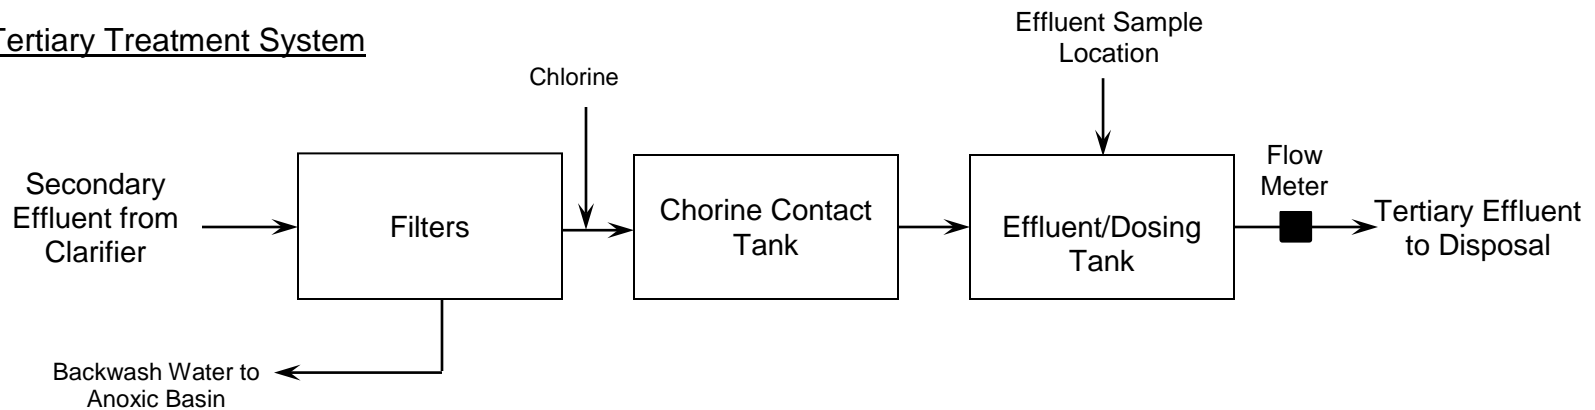 Tertiary Treatment System
Effluent Sample
Location
Chlorine
Flow
Meter
Secondary
Effluent from
Clarifier
Filters
Chorine Contact
Tank
Effluent/Dosing
Tank
Tertiary Effluent
to Disposal
Backwash Water to
Anoxic Basin